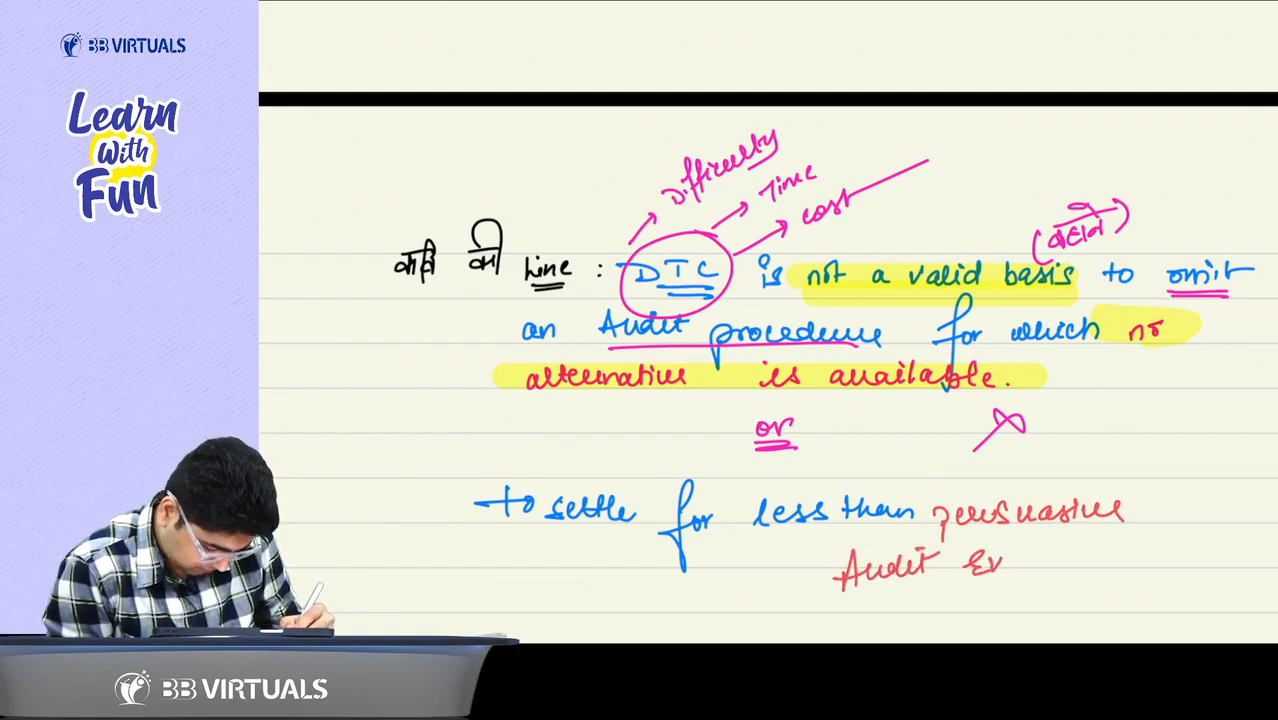 BB VIRTUALS
Learn
with
Fun
Difficulty
Time
cost
(बहाना)
Line : DTC is not a valid basis to omit
an Audit procedure for which no
alternative is available.
or
to settle for less than persuasive
Audit Ev
BB VIRTUALS